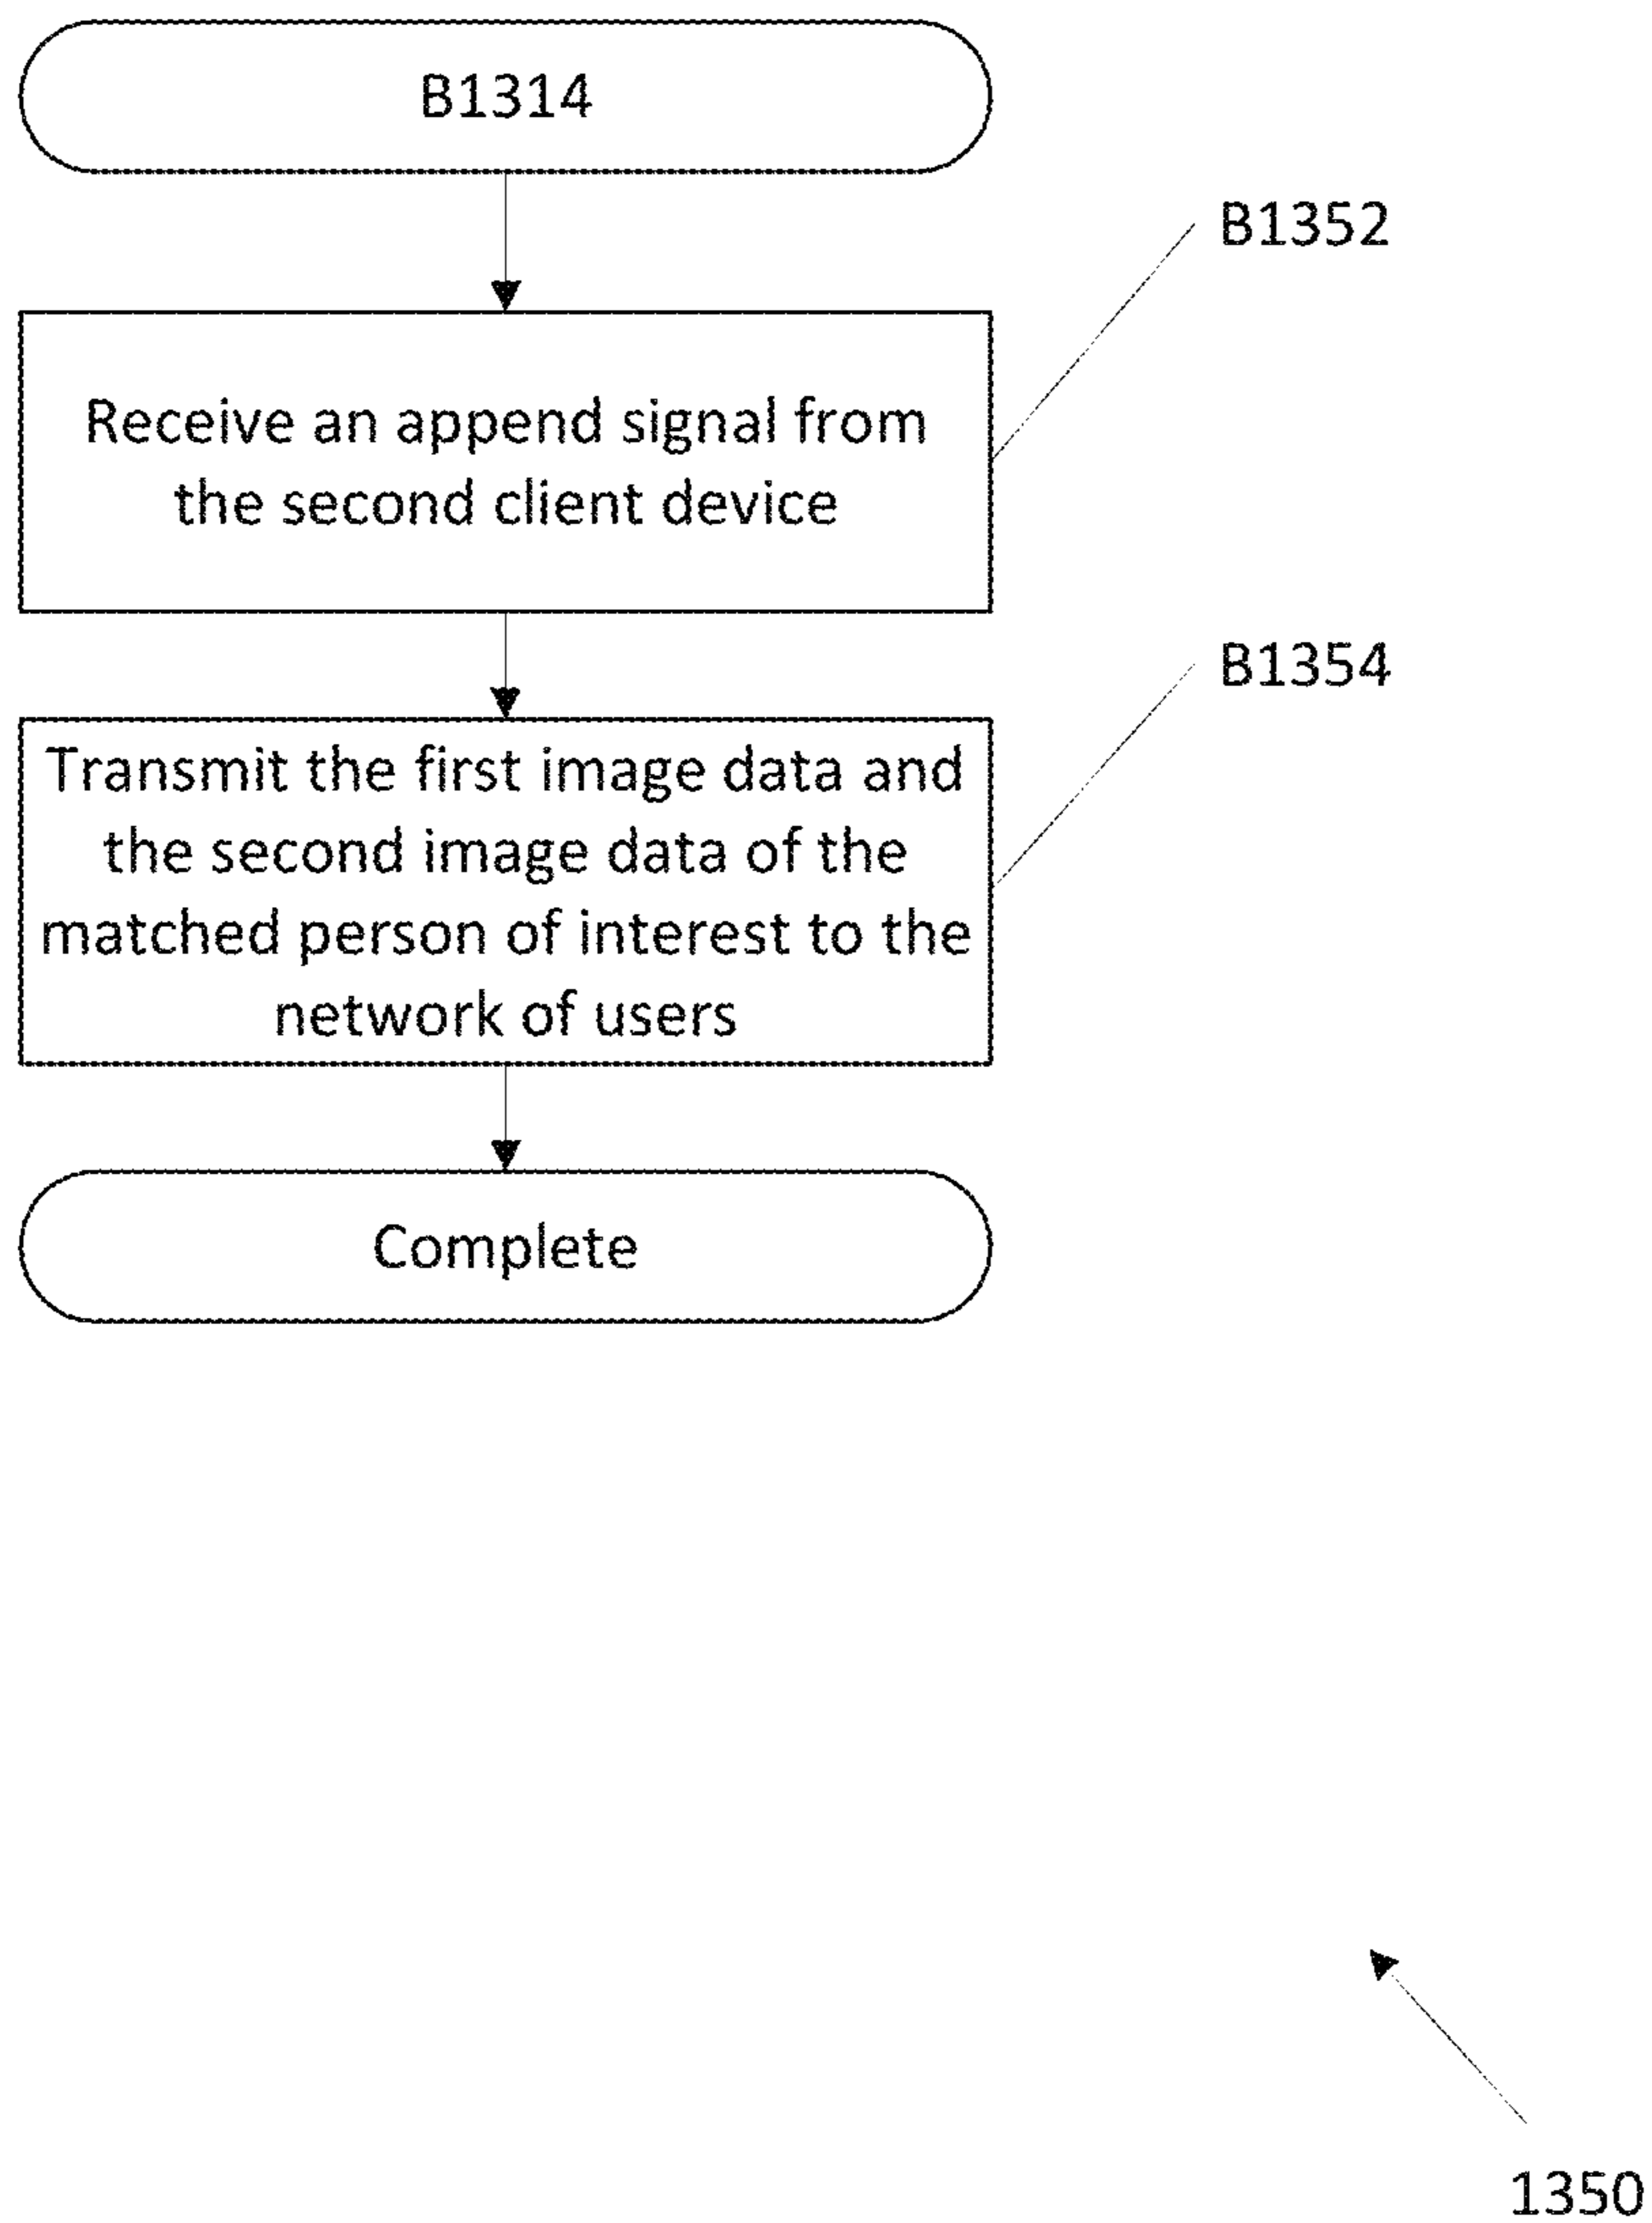 B1314
B1352
Receive an append signal from
the second client device
B1354
Transmit the first image data and
the second image data of the
matched person of interest to the
network of users
Complete
1350